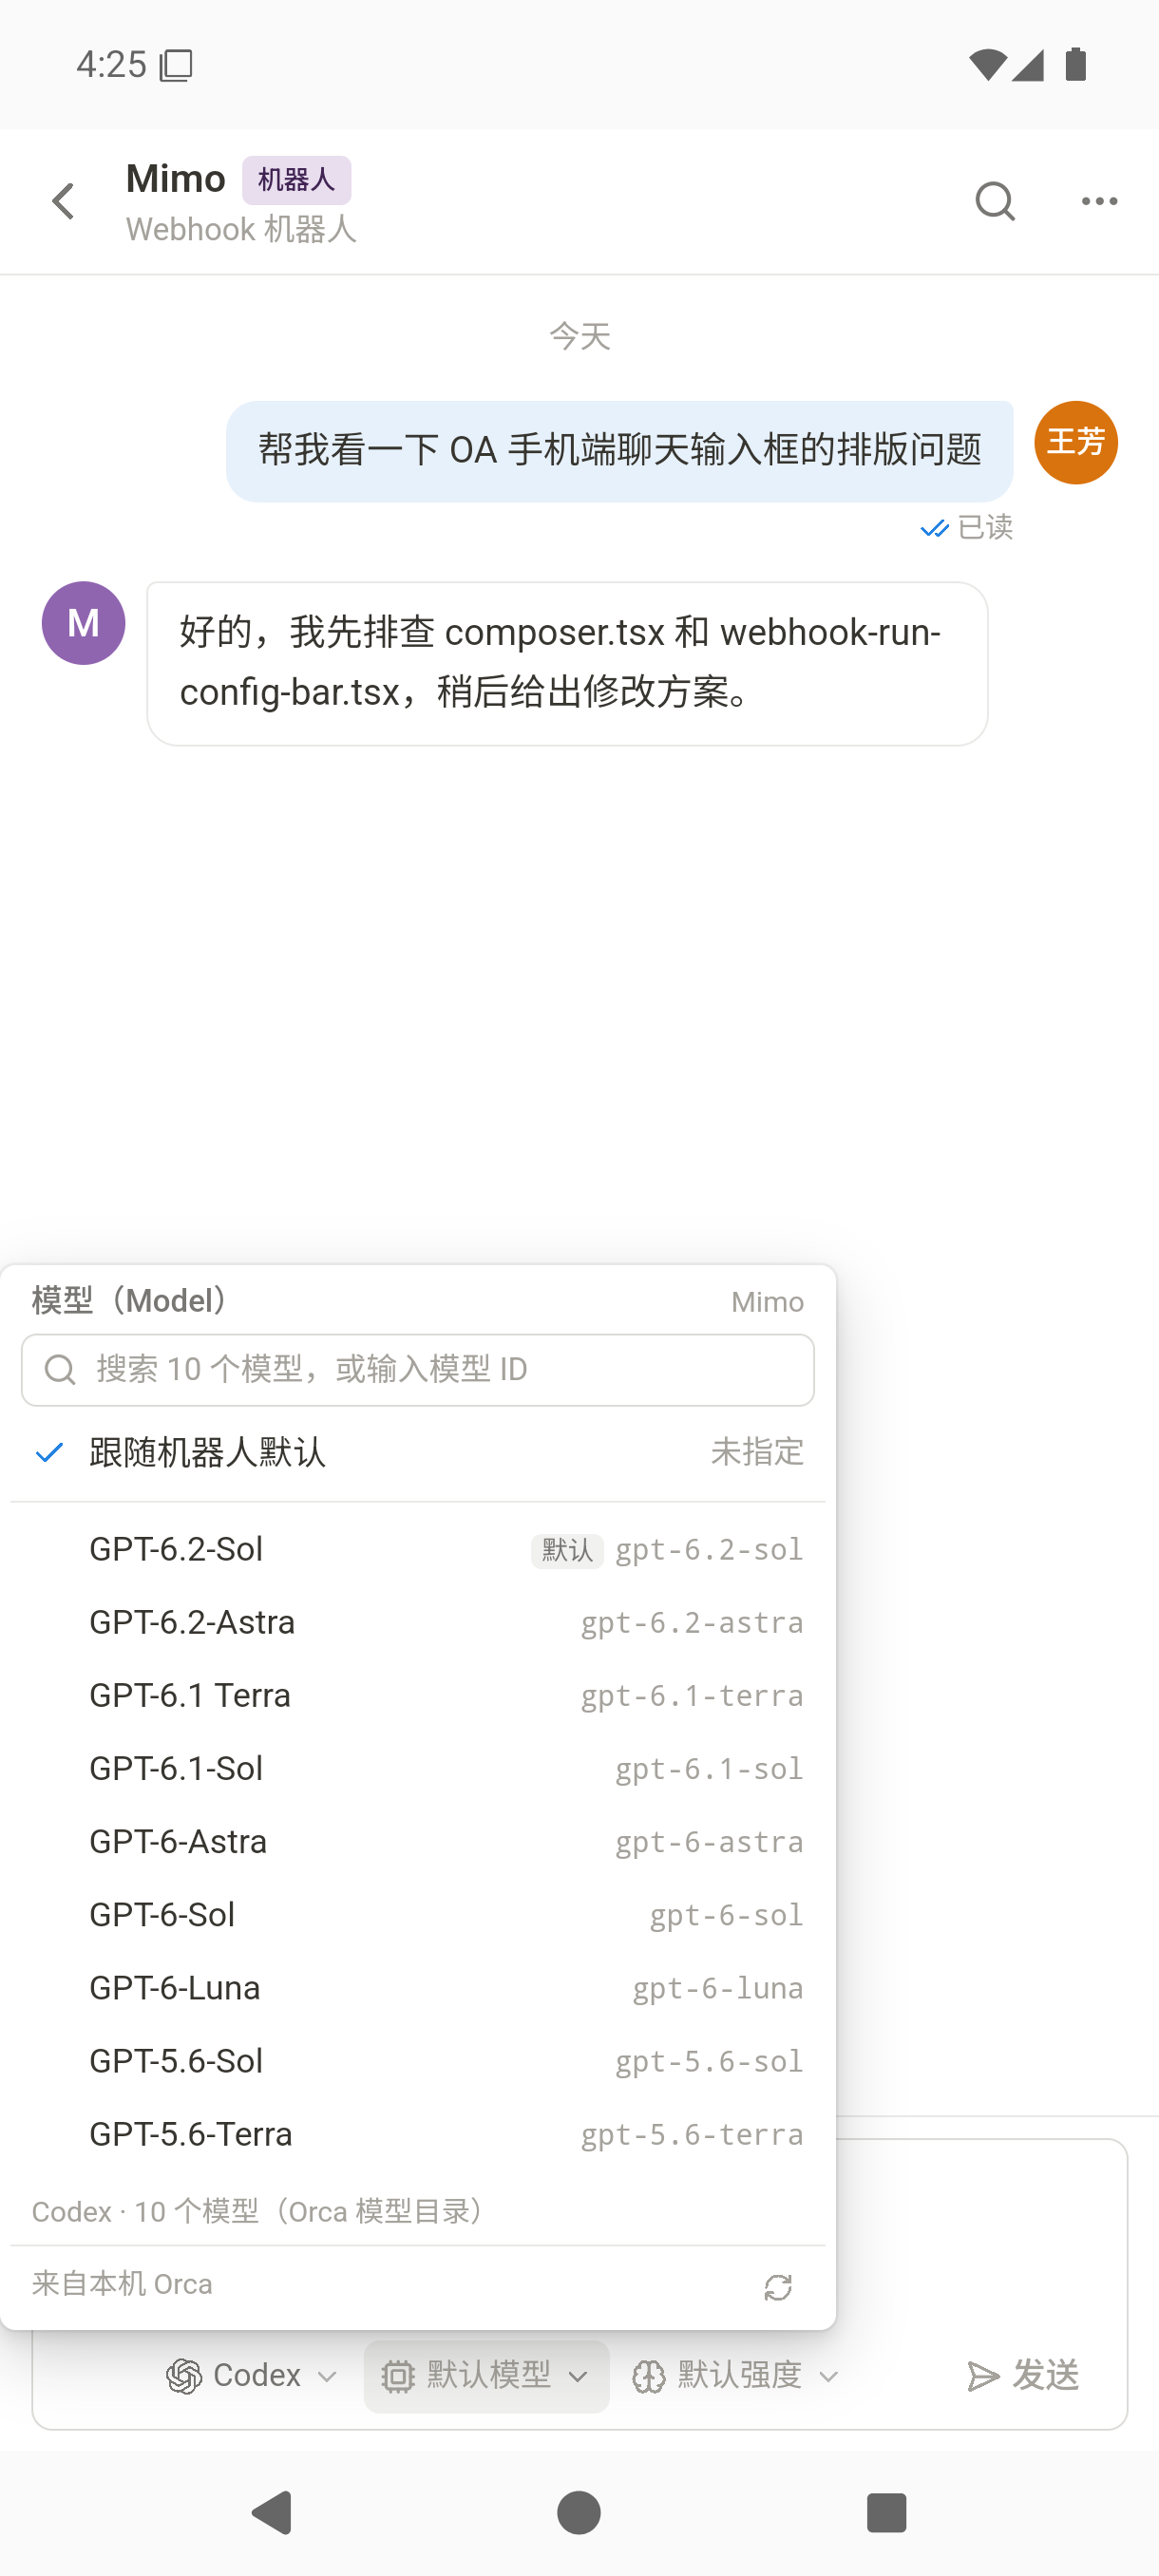 4:25
Mimo 机器人
Webhook 机器人
今天
帮我看一下 OA 手机端聊天输入框的排版问题
王芳
已读
M
好的，我先排查 composer.tsx 和 webhook-run-
config-bar.tsx，稍后给出修改方案。
模型（Model） Mimo
搜索 10 个模型，或输入模型 ID
跟随机器人默认 未指定
GPT-6.2-Sol 默认 gpt-6.2-sol
GPT-6.2-Astra gpt-6.2-astra
GPT-6.1 Terra gpt-6.1-terra
GPT-6.1-Sol gpt-6.1-sol
GPT-6-Astra gpt-6-astra
GPT-6-Sol gpt-6-sol
GPT-6-Luna gpt-6-luna
GPT-5.6-Sol gpt-5.6-sol
GPT-5.6-Terra gpt-5.6-terra
Codex · 10 个模型（Orca 模型目录）
来自本机 Orca
Codex 默认模型 默认强度 发送